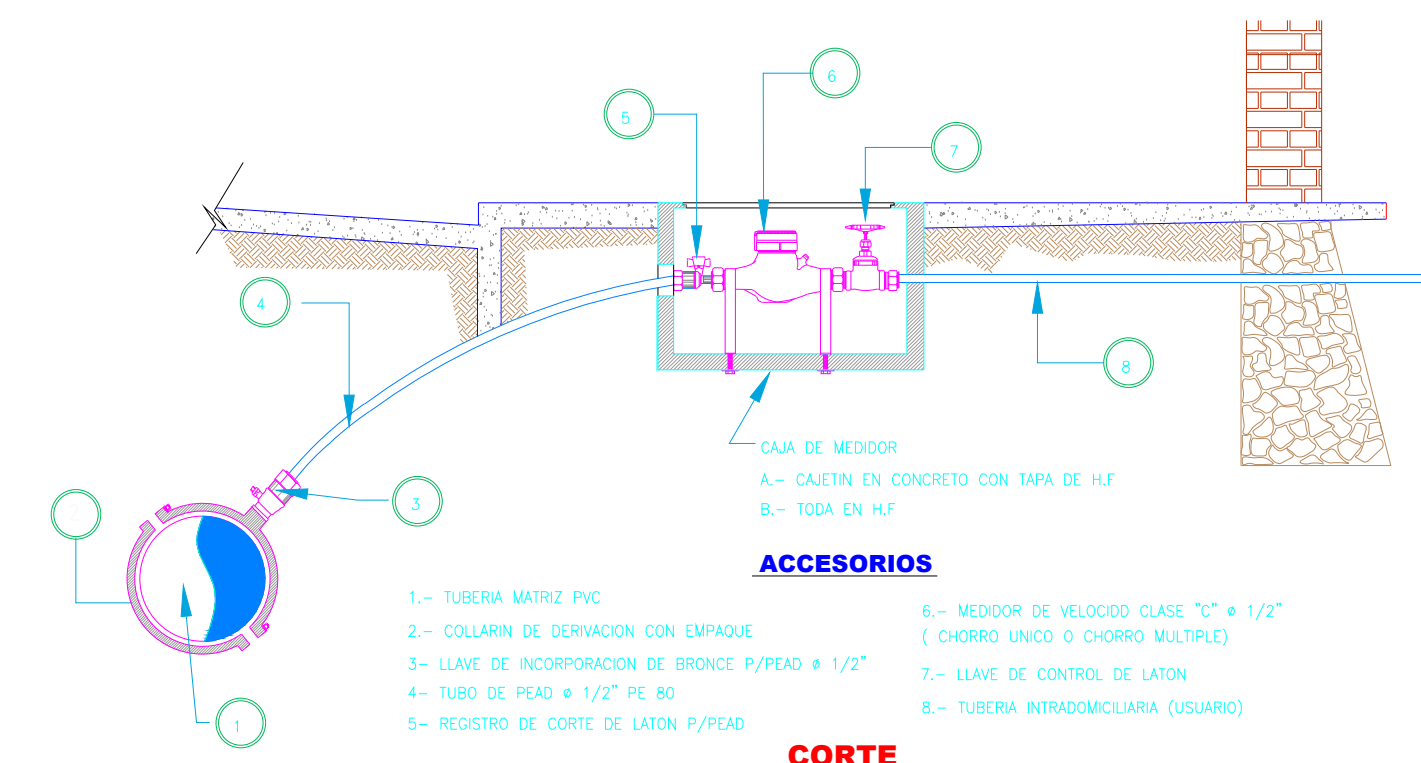 6
5
7
4
8
CAJA DE MEDIDOR
A.- CAJETIN EN CONCRETO CON TAPA DE H.F
B.- TODA EN H.F
3
2
1
ACCESORIOS
1.- TUBERIA MATRIZ PVC
2.- COLLARIN DE DERIVACION CON EMPAQUE
3- LLAVE DE INCORPORACION DE BRONCE P/PEAD ø 1/2"
4- TUBO DE PEAD ø 1/2" PE 80
5- REGISTRO DE CORTE DE LATON P/PEAD
6.- MEDIDOR DE VELOCIDD CLASE "C" ø 1/2"
( CHORRO UNICO O CHORRO MULTIPLE)
7.- LLAVE DE CONTROL DE LATON
8.- TUBERIA INTRADOMICILIARIA (USUARIO)
CORTE